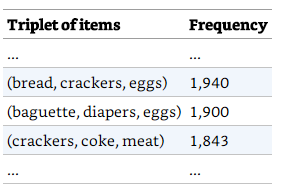 Triplet of items Frequency
... ...
(bread, crackers, eggs) 1,940
(baguette, diapers, eggs) 1,900
(crackers, coke, meat) 1,843
... ...